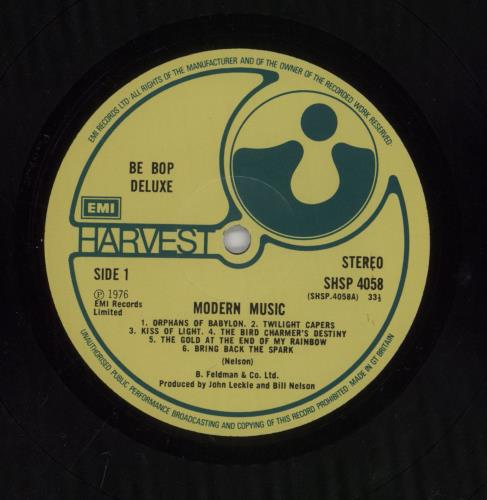 EMI RECORDS LTD · ALL RIGHTS OF THE MANUFACTURER AND OF THE OWNER OF THE RECORDED WORK RESERVED
BE BOP
DELUXE
EMI
HARVEST
SIDE 1
STEREO
SHSP 4058
(SHSP.4058A) 33⅓
℗ 1976
EMI Records
Limited
MODERN MUSIC
1. ORPHANS OF BABYLON. 2. TWILIGHT CAPERS
3. KISS OF LIGHT. 4. THE BIRD CHARMER'S DESTINY
5. THE GOLD AT THE END OF MY RAINBOW
6. BRING BACK THE SPARK
(Nelson)
B. Feldman & Co. Ltd.
Produced by John Leckie and Bill Nelson
UNAUTHORISED PUBLIC PERFORMANCE BROADCASTING AND COPYING OF THIS RECORD PROHIBITED · MADE IN GT BRITAIN